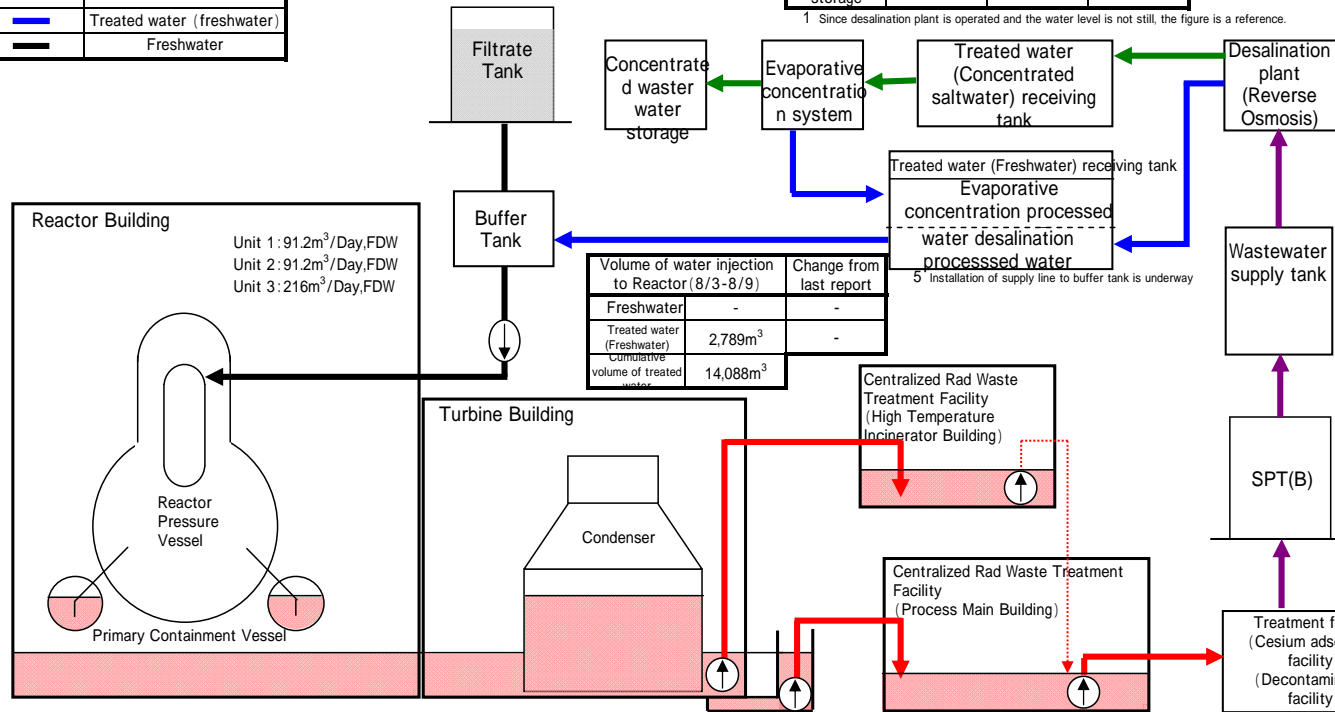 Treated water (freshwater)
Freshwater
storage
1 Since desalination plant is operated and the water level is not still, the figure is a reference.
Filtrate
Tank
Concentrate
d waster
water
storage
Evaporative
concentratio
n system
Treated water
(Concentrated
saltwater) receiving
tank
Desalination
plant
(Reverse
Osmosis)
Treated water (Freshwater) receiving tank
Evaporative
concentration processed
water desalination
processsed water
5 Installation of supply line to buffer tank is underway
Buffer
Tank
Wastewater
supply tank
Reactor Building
Unit 1:91.2m³/Day,FDW
Unit 2:91.2m³/Day,FDW
Unit 3:216m³/Day,FDW
Volume of water injection
to Reactor(8/3-8/9)
Change from
last report
Freshwater - -
Treated water
(Freshwater)
2,789m³ -
Cumulative
volume of treated
water
14,088m³
Centralized Rad Waste
Treatment Facility
(High Temperature
Incinerator Building)
Turbine Building
SPT(B)
Reactor
Pressure
Vessel
Condenser
Centralized Rad Waste Treatment
Facility
(Process Main Building)
Primary Containment Vessel
Treatment f
(Cesium ads
facility
(Decontami
facility